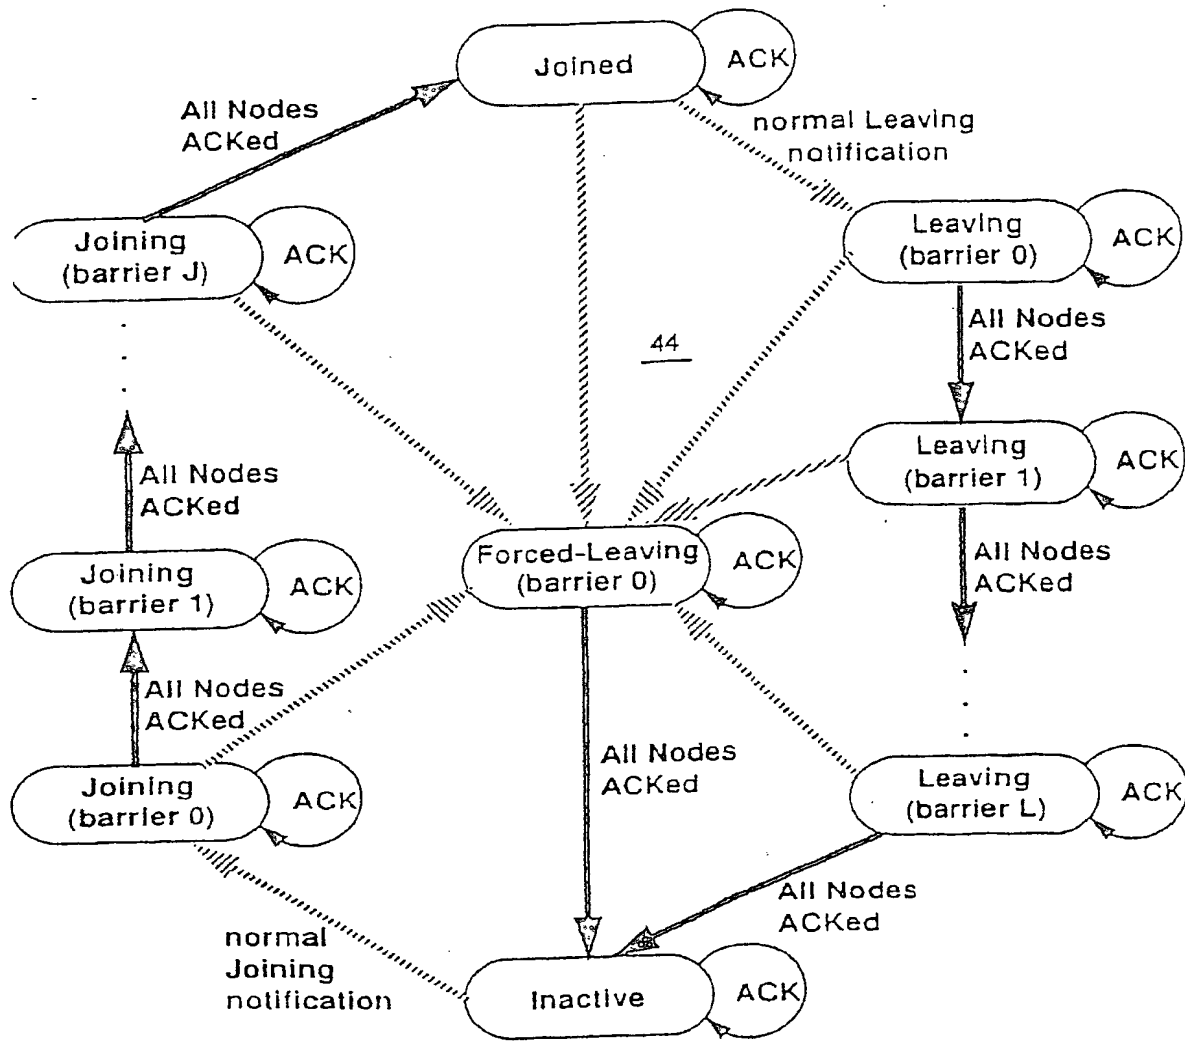 Joined
ACK
All Nodes
ACKed
normal Leaving
notification
Joining
(barrier J)
ACK
Leaving
(barrier 0)
ACK
All Nodes
ACKed
44
Leaving
(barrier 1)
ACK
All Nodes
ACKed
Forced-Leaving
(barrier 0)
ACK
All Nodes
ACKed
Joining
(barrier 1)
ACK
All Nodes
ACKed
Joining
(barrier 0)
ACK
All Nodes
ACKed
Leaving
(barrier L)
ACK
All Nodes
ACKed
normal
Joining
notification
Inactive
ACK